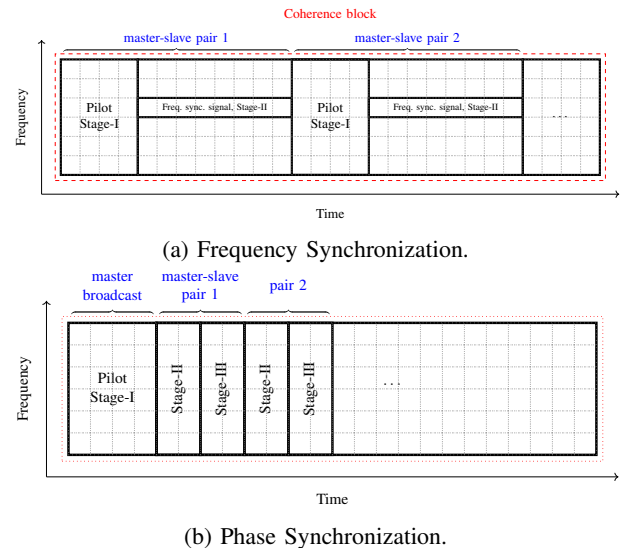 Coherence block
master-slave pair 1
master-slave pair 2
Frequency
Pilot
Stage-I
Freq. sync. signal, Stage-II
Pilot
Stage-I
Freq. sync. signal, Stage-II
...
Time
(a) Frequency Synchronization.
master
broadcast
master-slave
pair 1
pair 2
Frequency
Pilot
Stage-I
Stage-II
Stage-III
Stage-II
Stage-III
...
Time
(b) Phase Synchronization.